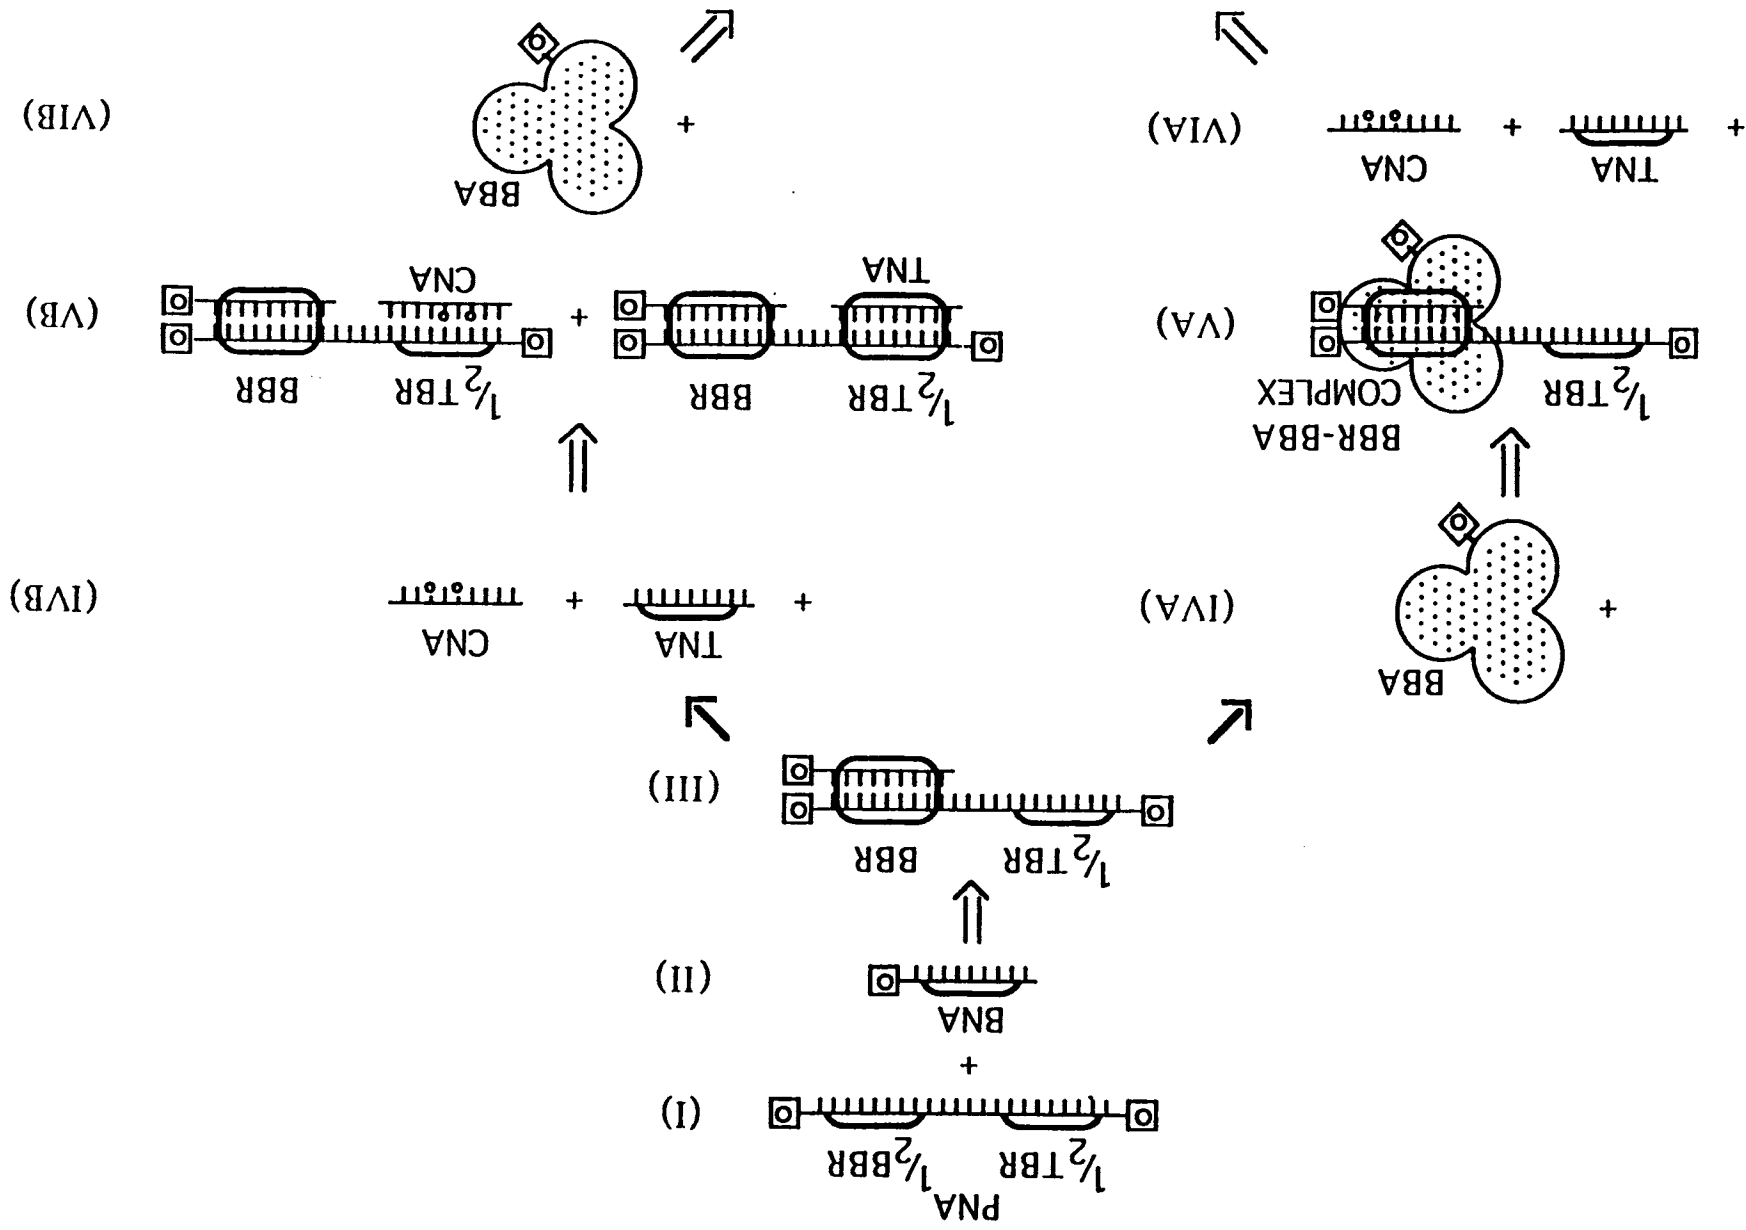 PNA
½TBR ½BBR
(I)
+
BNA
(II)
½TBR BBR
(III)
BBA
+ (IVA)
TNA CNA
+ + (IVB)
½TBR
BBR-BBA
COMPLEX
(VA)
½TBR BBR ½TBR BBR
+ (VB)
TNA CNA
TNA CNA
+ + (VIA)
BBA
+ (VIB)